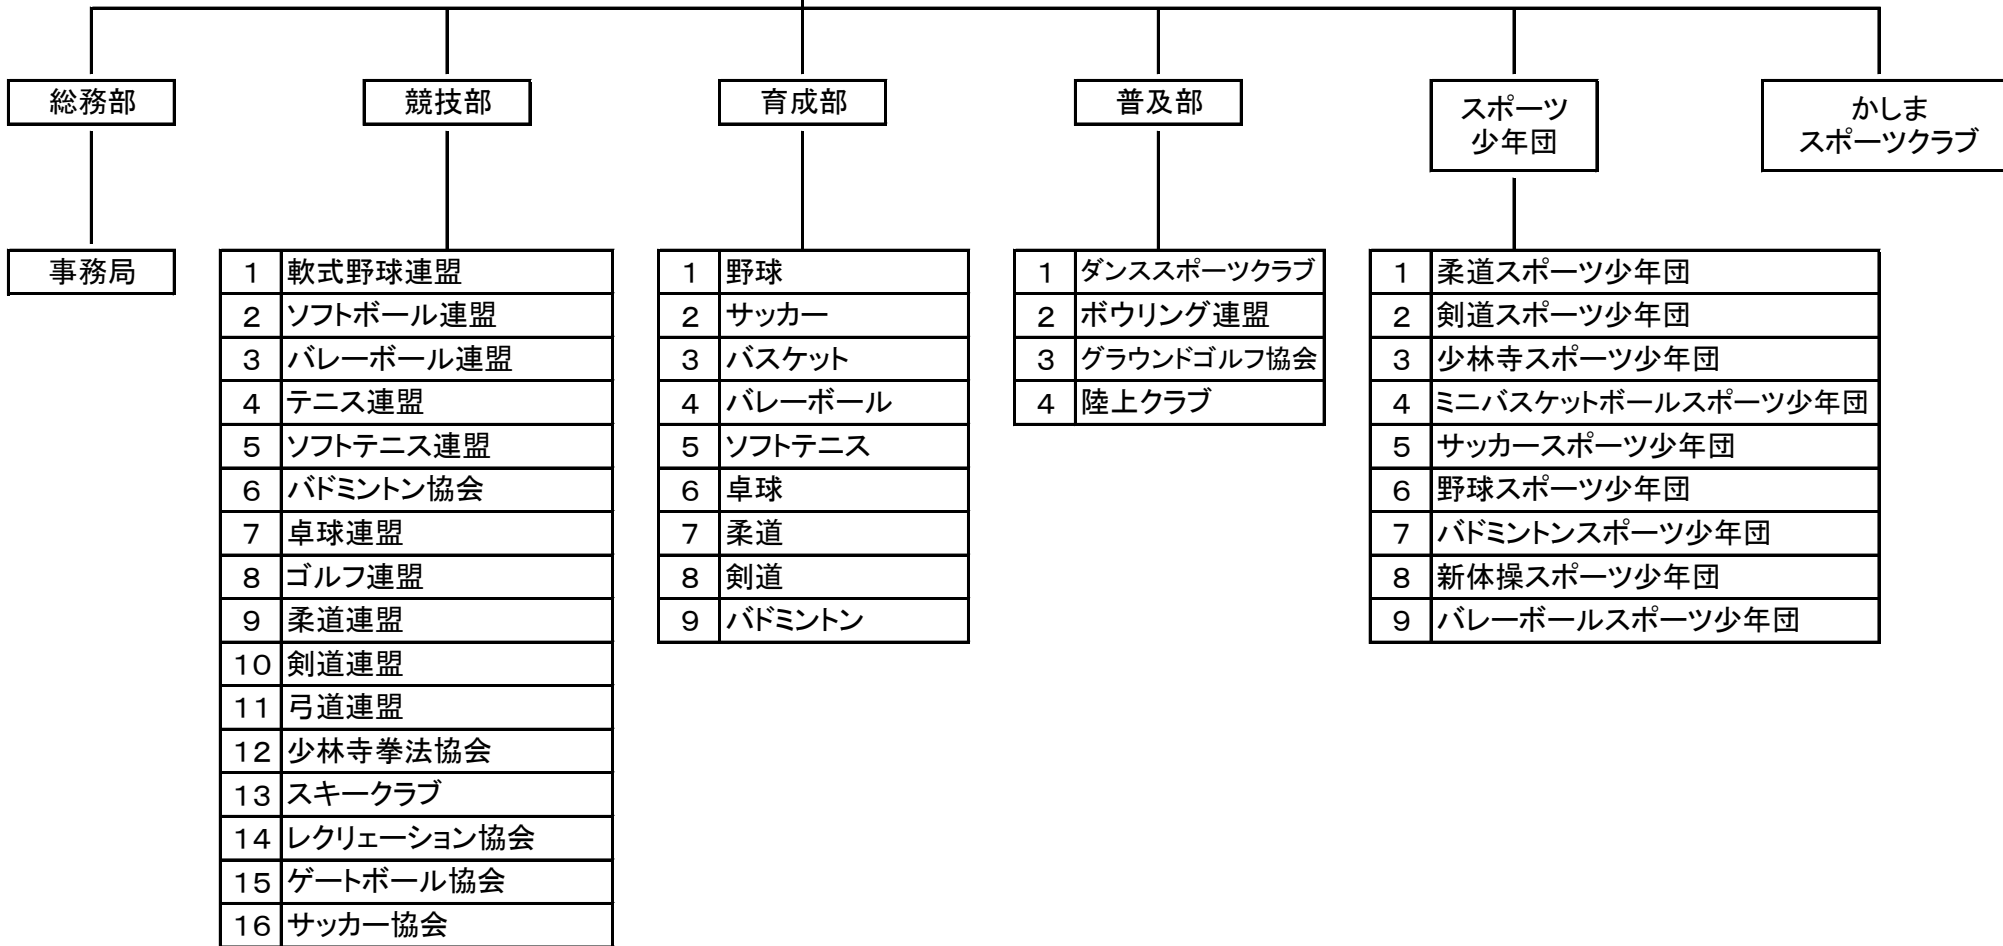 総務部
競技部
育成部
普及部
スポーツ
少年団
かしま
スポーツクラブ
事務局
1 軟式野球連盟
2 ソフトボール連盟
3 バレーボール連盟
4 テニス連盟
5 ソフトテニス連盟
6 バドミントン協会
7 卓球連盟
8 ゴルフ連盟
9 柔道連盟
10 剣道連盟
11 弓道連盟
12 少林寺拳法協会
13 スキークラブ
14 レクリェーション協会
15 ゲートボール協会
16 サッカー協会
1 野球
2 サッカー
3 バスケット
4 バレーボール
5 ソフトテニス
6 卓球
7 柔道
8 剣道
9 バドミントン
1 ダンススポーツクラブ
2 ボウリング連盟
3 グラウンドゴルフ協会
4 陸上クラブ
1 柔道スポーツ少年団
2 剣道スポーツ少年団
3 少林寺スポーツ少年団
4 ミニバスケットボールスポーツ少年団
5 サッカースポーツ少年団
6 野球スポーツ少年団
7 バドミントンスポーツ少年団
8 新体操スポーツ少年団
9 バレーボールスポーツ少年団